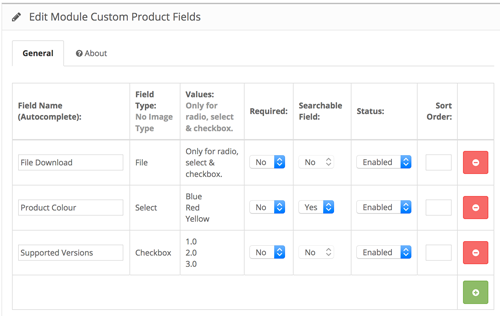 Edit Module Custom Product Fields
General
About
Field Name (Autocomplete):
Field Type: No Image Type
Values: Only for radio, select & checkbox.
Required:
Searchable Field:
Status:
Sort Order:
File Download
File
Only for radio, select & checkbox.
No
No
Enabled
Product Colour
Select
Blue
Red
Yellow
No
Yes
Enabled
Supported Versions
Checkbox
1.0
2.0
3.0
No
No
Enabled